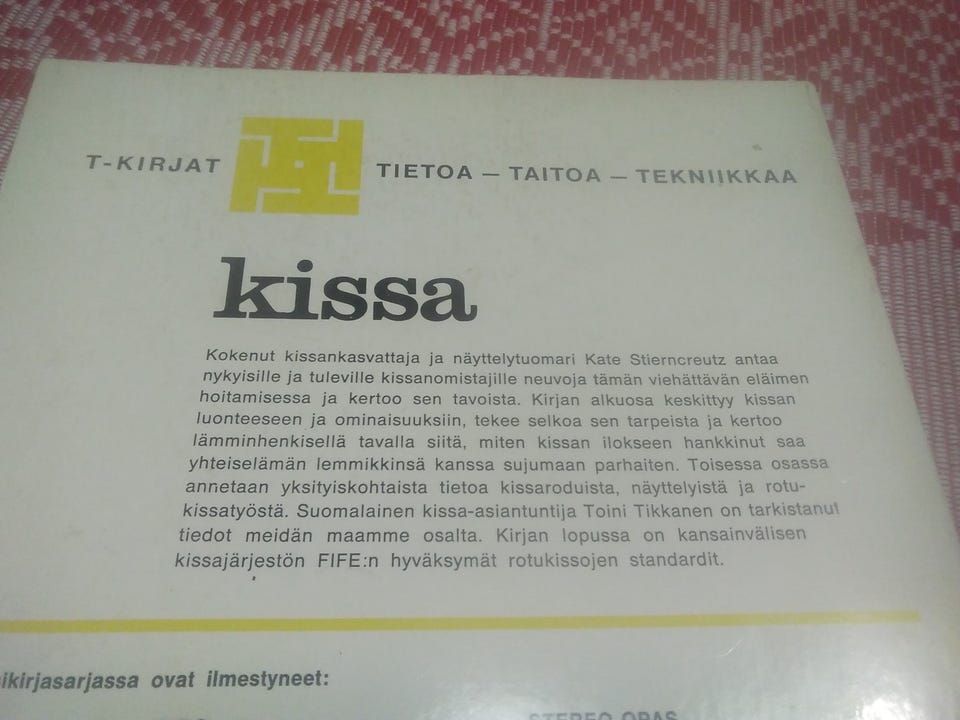 T-KIRJAT TIETOA — TAITOA — TEKNIIKKAA
kissa
Kokenut kissankasvattaja ja näyttelytuomari Kate Stierncreutz antaa
nykyisille ja tuleville kissanomistajille neuvoja tämän viehättävän eläimen
hoitamisessa ja kertoo sen tavoista. Kirjan alkuosa keskittyy kissan
luonteeseen ja ominaisuuksiin, tekee selkoa sen tarpeista ja kertoo
lämminhenkisellä tavalla siitä, miten kissan ilokseen hankkinut saa
yhteiselämän lemmikkinsä kanssa sujumaan parhaiten. Toisessa osassa
annetaan yksityiskohtaista tietoa kissaroduista, näyttelyistä ja rotu-
kissatyöstä. Suomalainen kissa-asiantuntija Toini Tikkanen on tarkistanut
tiedot meidän maamme osalta. Kirjan lopussa on kansainvälisen
kissajärjestön FIFE:n hyväksymät rotukissojen standardit.
ikirjasarjassa ovat ilmestyneet:
STEREO OPAS